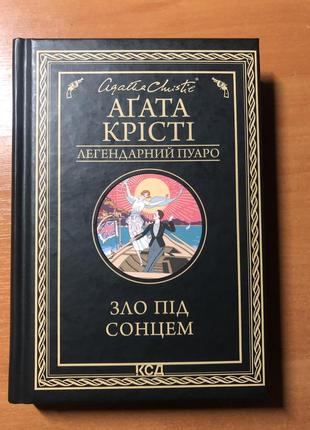 Agatha Christie®
АҐАТА
КРІСТІ
ЛЕГЕНДАРНИЙ ПУАРО
ЗЛО ПІД
СОНЦЕМ
КСД